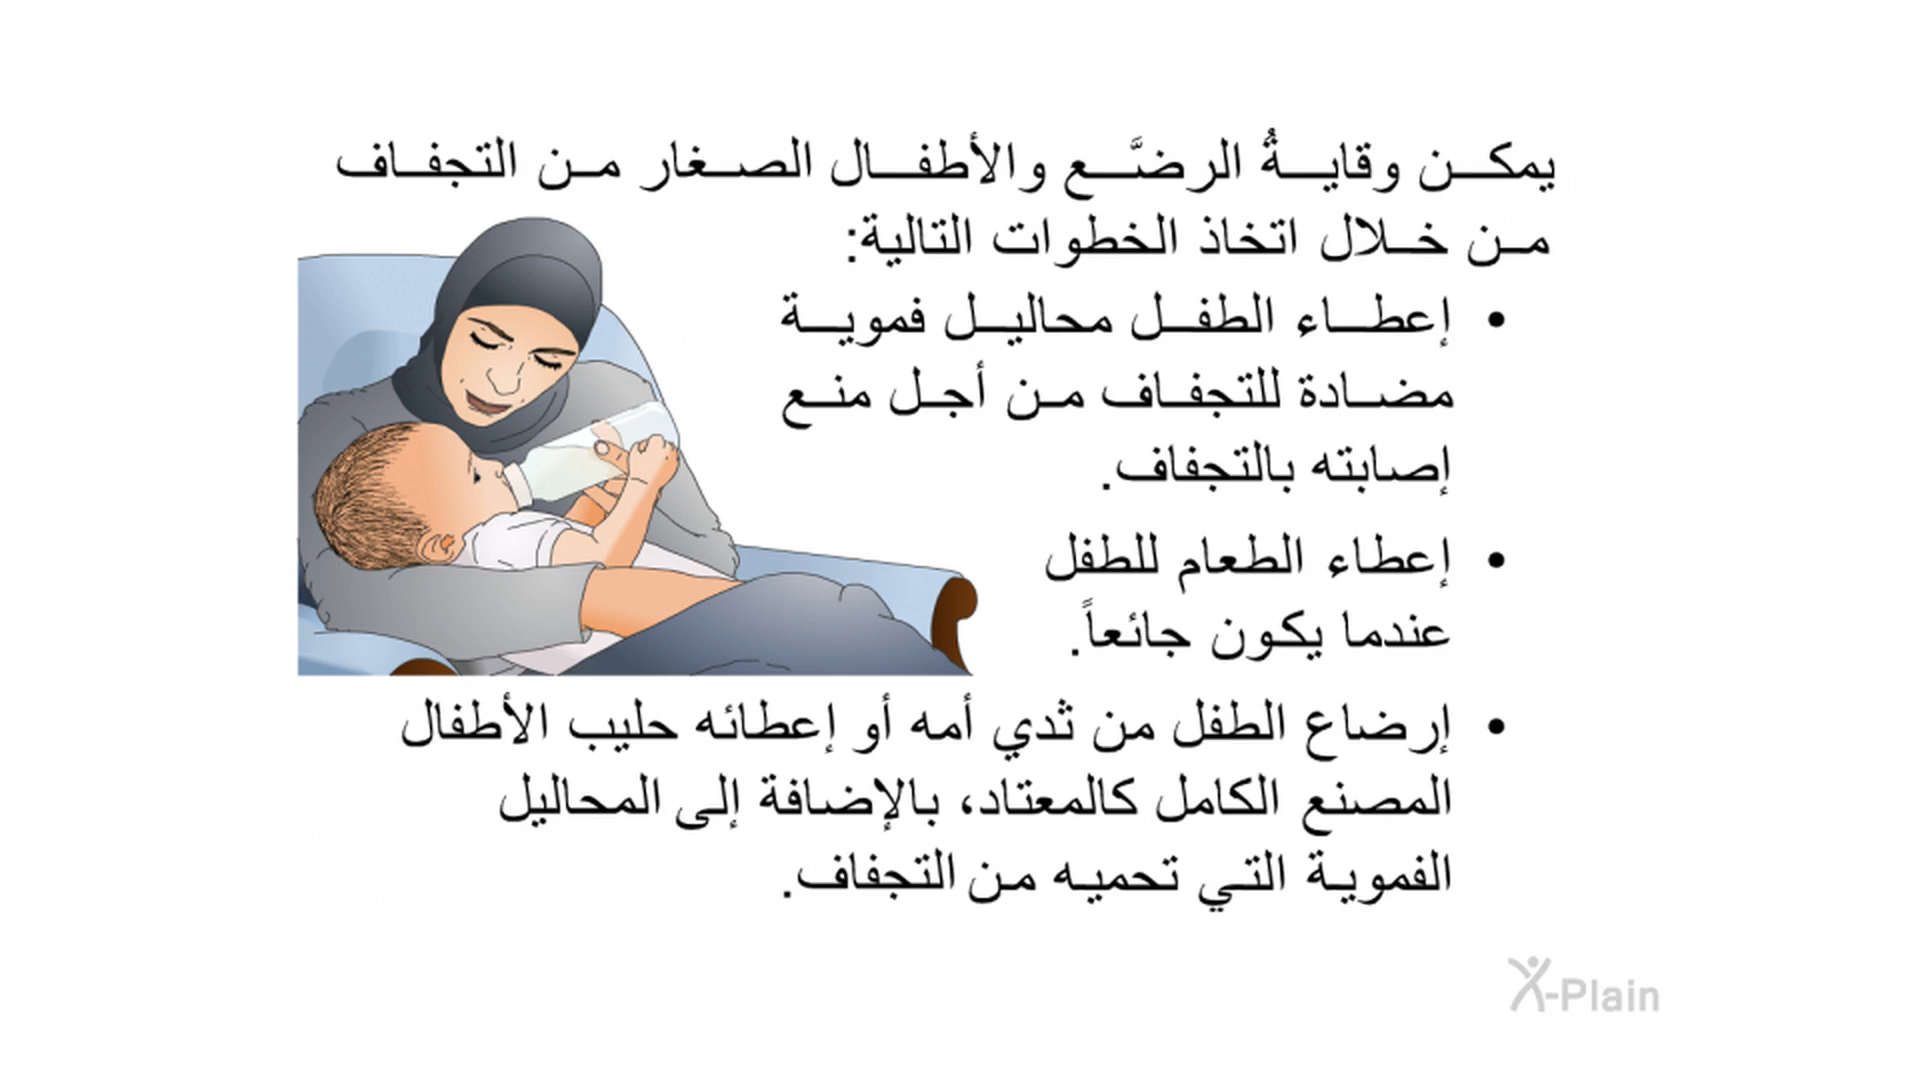 يمكن وقايةُ الرضَّع والأطفال الصغار من التجفاف
من خلال اتخاذ الخطوات التالية:
• إعطاء الطفل محاليل فموية
مضادة للتجفاف من أجل منع
إصابته بالتجفاف.
• إعطاء الطعام للطفل
عندما يكون جائعاً.
• إرضاع الطفل من ثدي أمه أو إعطائه حليب الأطفال
المصنع الكامل كالمعتاد، بالإضافة إلى المحاليل
الفموية التي تحميه من التجفاف.
X-Plain